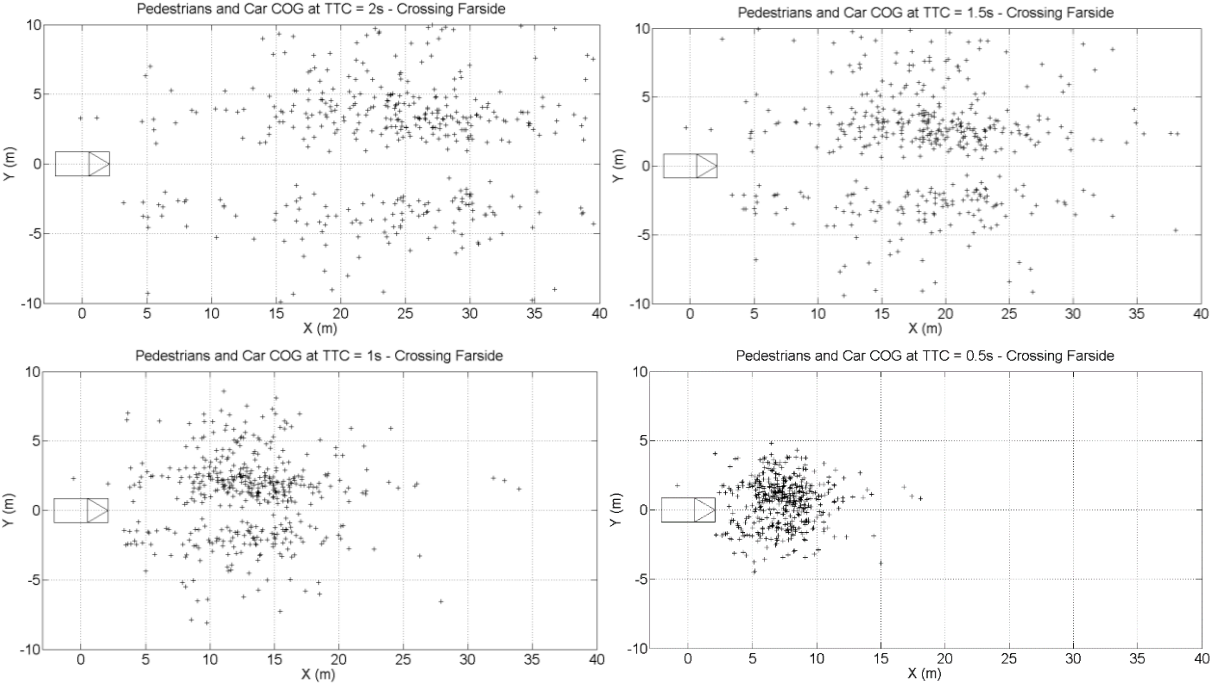 Pedestrians and Car COG at TTC = 2s - Crossing Farside
10
5
0
-5
-10
Y (m)
0 5 10 15 20 25 30 35 40
X (m)
Pedestrians and Car COG at TTC = 1.5s - Crossing Farside
10
5
0
-5
-10
Y (m)
0 5 10 15 20 25 30 35 40
X (m)
Pedestrians and Car COG at TTC = 1s - Crossing Farside
10
5
0
-5
-10
Y (m)
0 5 10 15 20 25 30 35 40
X (m)
Pedestrians and Car COG at TTC = 0.5s - Crossing Farside
10
5
0
-5
-10
Y (m)
0 5 10 15 20 25 30 35 40
X (m)